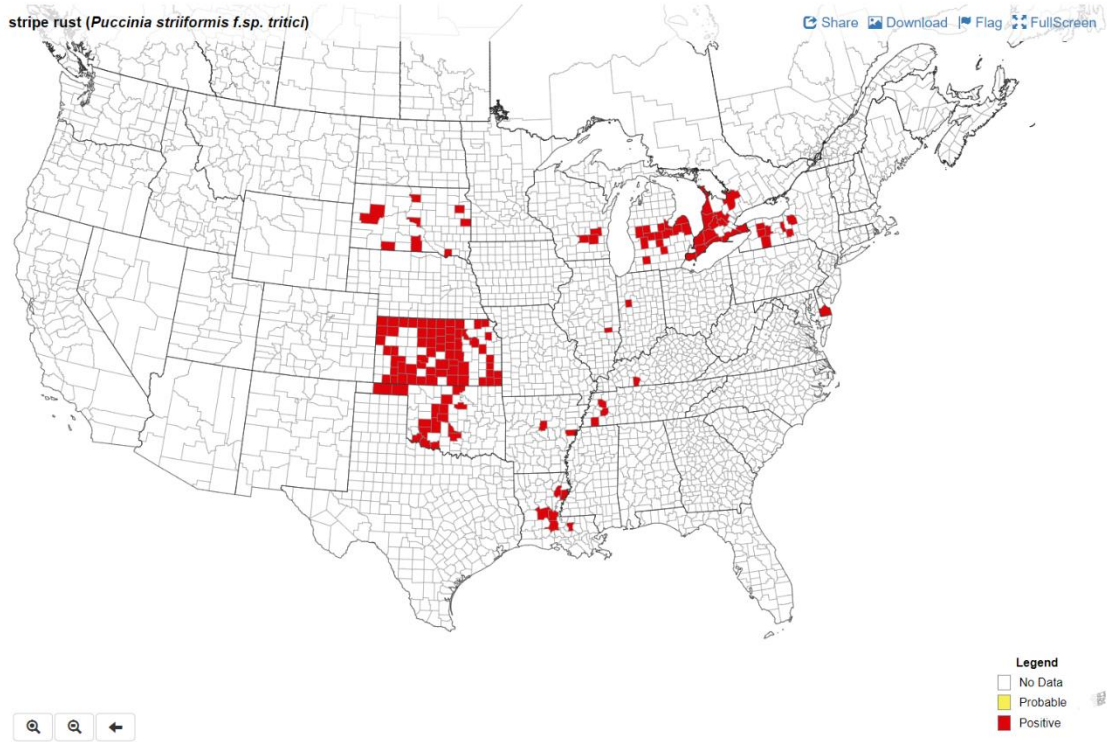 stripe rust (Puccinia striiformis f.sp. tritici)
Share Download Flag FullScreen
Legend
No Data
Probable
Positive